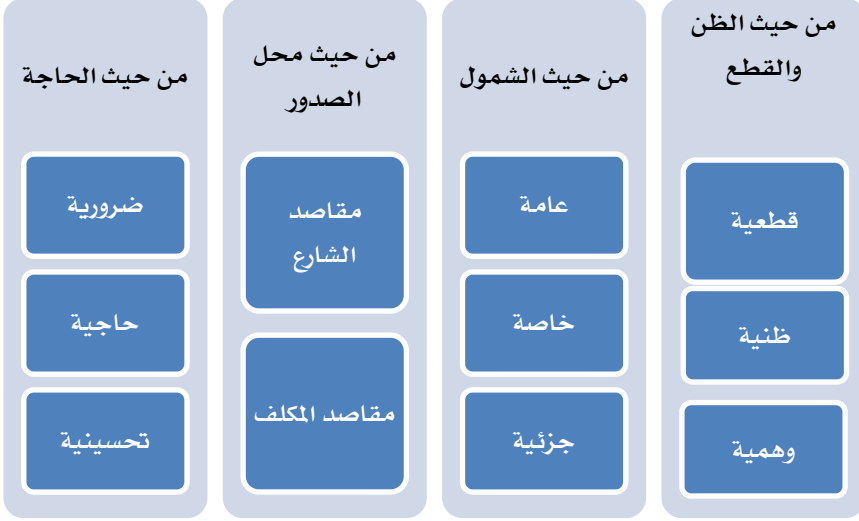 من حيث الظن
والقطع
قطعية
ظنية
وهمية
من حيث الشمول
عامة
خاصة
جزئية
من حيث محل
الصدور
مقاصد
الشارع
مقاصد المكلف
من حيث الحاجة
ضرورية
حاجية
تحسينية